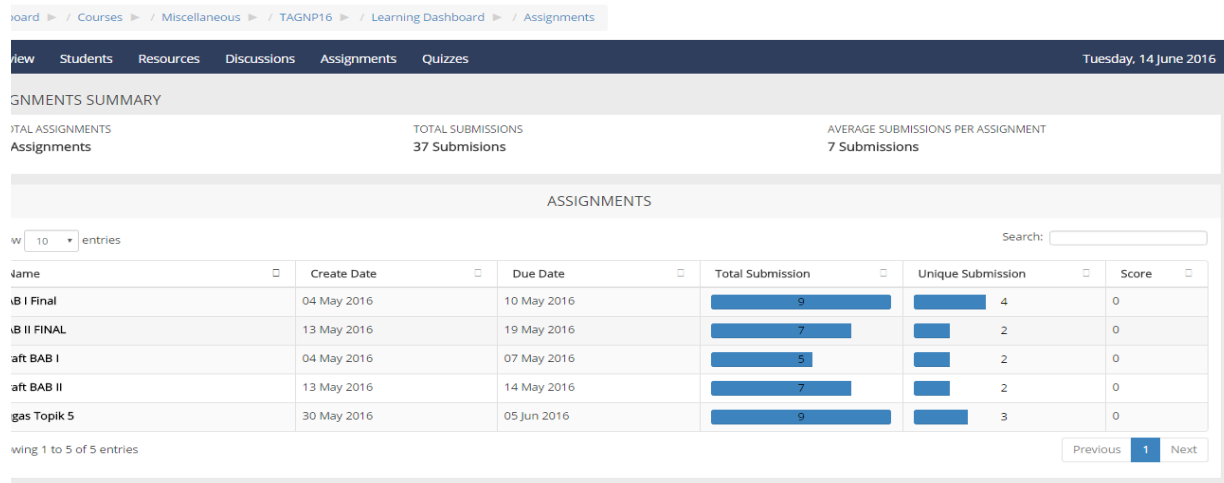 oard / Courses / Miscellaneous / TAGNP16 / Learning Dashboard / Assignments
view Students Resources Discussions Assignments Quizzes Tuesday, 14 June 2016
GNMENTS SUMMARY
OTAL ASSIGNMENTS TOTAL SUBMISSIONS AVERAGE SUBMISSIONS PER ASSIGNMENT
Assignments 37 Submisions 7 Submissions
ASSIGNMENTS
ow 10 entries Search:
Name Create Date Due Date Total Submission Unique Submission Score
AB I Final 04 May 2016 10 May 2016 9 4 0
AB II FINAL 13 May 2016 19 May 2016 7 2 0
aft BAB I 04 May 2016 07 May 2016 5 2 0
aft BAB II 13 May 2016 14 May 2016 7 2 0
gas Topik 5 30 May 2016 05 Jun 2016 9 3 0
owing 1 to 5 of 5 entries Previous 1 Next